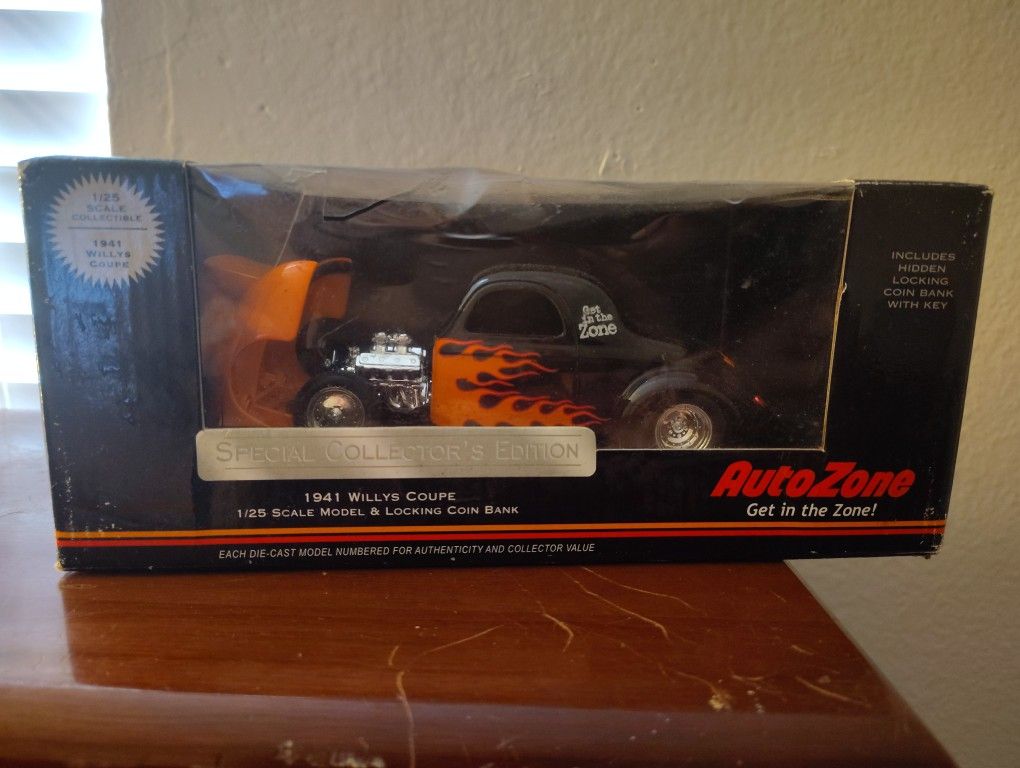 1/25
SCALE
COLLECTIBLE
1941
WILLYS
COUPE
INCLUDES
HIDDEN
LOCKING
COIN BANK
WITH KEY
Get
in the
Zone
SPECIAL COLLECTOR'S EDITION
1941 WILLYS COUPE
1/25 SCALE MODEL & LOCKING COIN BANK
AutoZone
Get in the Zone!
EACH DIE-CAST MODEL NUMBERED FOR AUTHENTICITY AND COLLECTOR VALUE